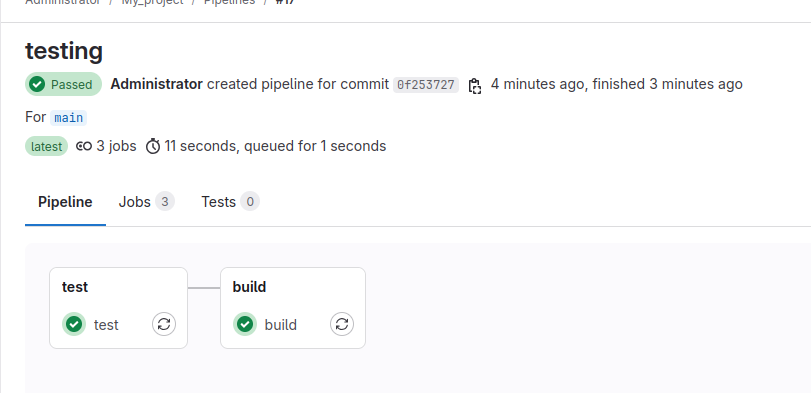 Administrator / My_project / Pipelines / #17
testing
Passed Administrator created pipeline for commit 0f253727 4 minutes ago, finished 3 minutes ago
For main
latest 3 jobs 11 seconds, queued for 1 seconds
Pipeline Jobs 3 Tests 0
test build
test build